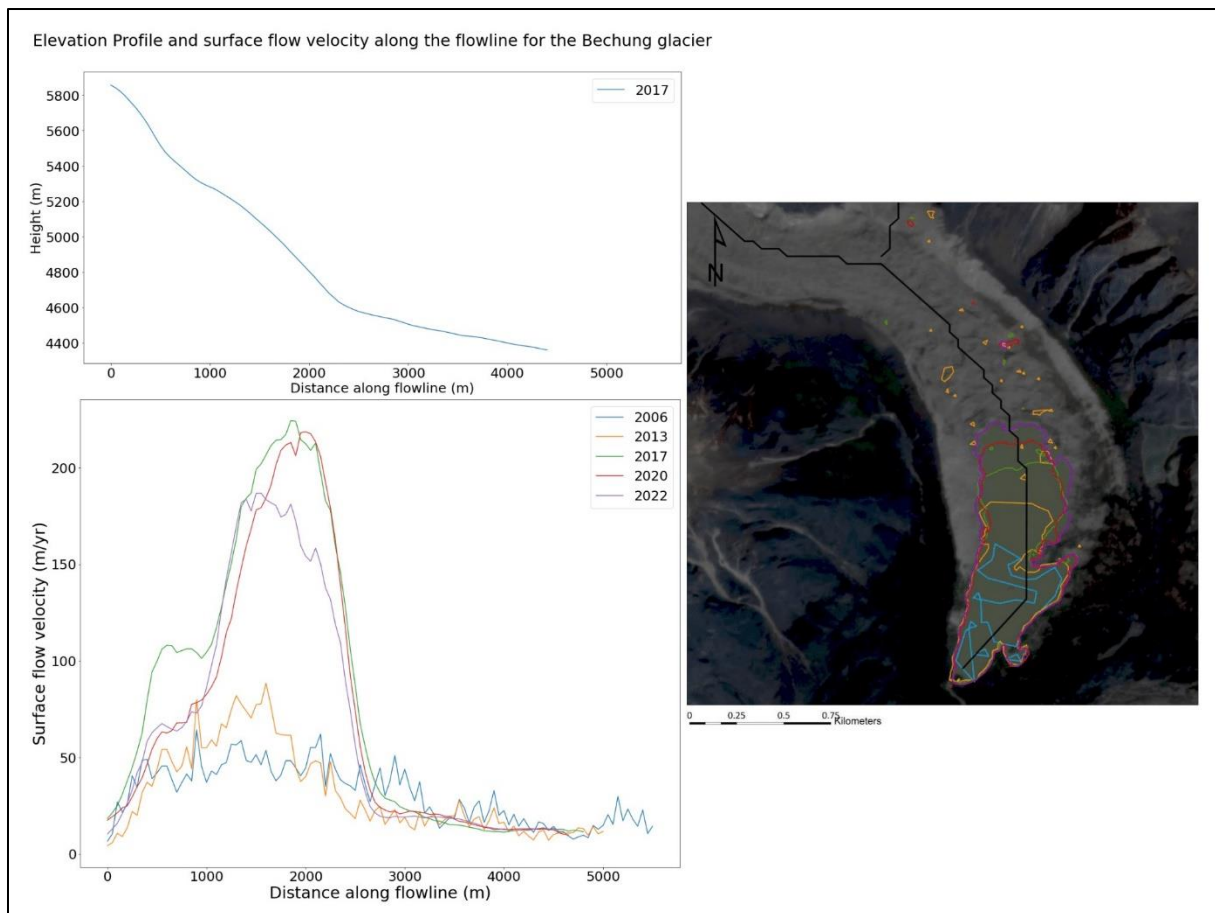 Elevation Profile and surface flow velocity along the flowline for the Bechung glacier
2017
5800
5600
5400
5200
5000
4800
4600
4400
Height (m)
0 1000 2000 3000 4000 5000
Distance along flowline (m)
2006
2013
2017
2020
2022
200
150
100
50
0
Surface flow velocity (m/yr)
0 1000 2000 3000 4000 5000
Distance along flowline (m)
N
0 0.25 0.5 0.75 Kilometers